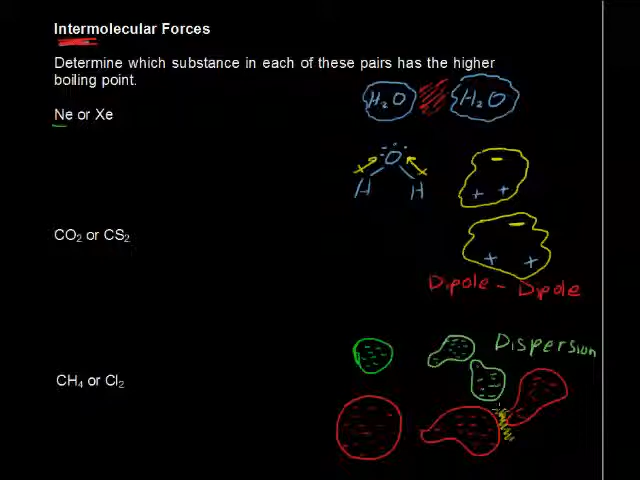 Intermolecular Forces
Determine which substance in each of these pairs has the higher
boiling point.
H₂O H₂O
Ne or Xe
O
H H
CO₂ or CS₂
Dipole - Dipole
Dispersion
CH₄ or Cl₂